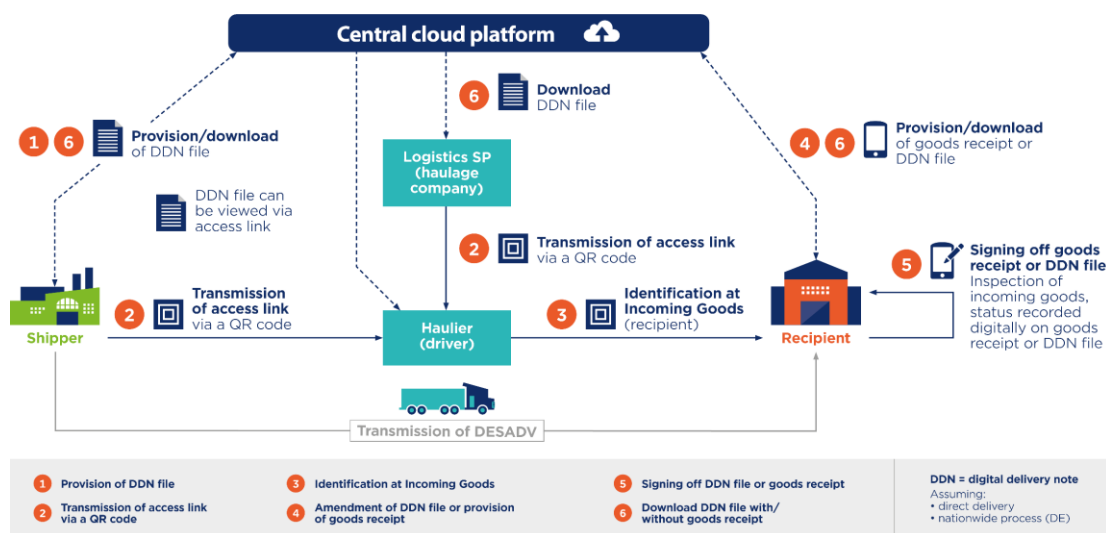 Central cloud platform
1
6
Provision/download
of DDN file
DDN file can
be viewed via
access link
6
Download
DDN file
Logistics SP
(haulage
company)
4
6
Provision/download
of goods receipt or
DDN file
2
Transmission of access link
via a QR code
5
Signing off goods
receipt or DDN file
Inspection of
incoming goods,
status recorded
digitally on goods
receipt or DDN file
Shipper
2
Transmission
of access link
via a QR code
Haulier
(driver)
3
Identification at
Incoming Goods
(recipient)
Recipient
Transmission of DESADV
1 Provision of DDN file
2 Transmission of access link
via a QR code
3 Identification at Incoming Goods
4 Amendment of DDN file or provision
of goods receipt
5 Signing off DDN file or goods receipt
6 Download DDN file with/
without goods receipt
DDN = digital delivery note
Assuming:
• direct delivery
• nationwide process (DE)